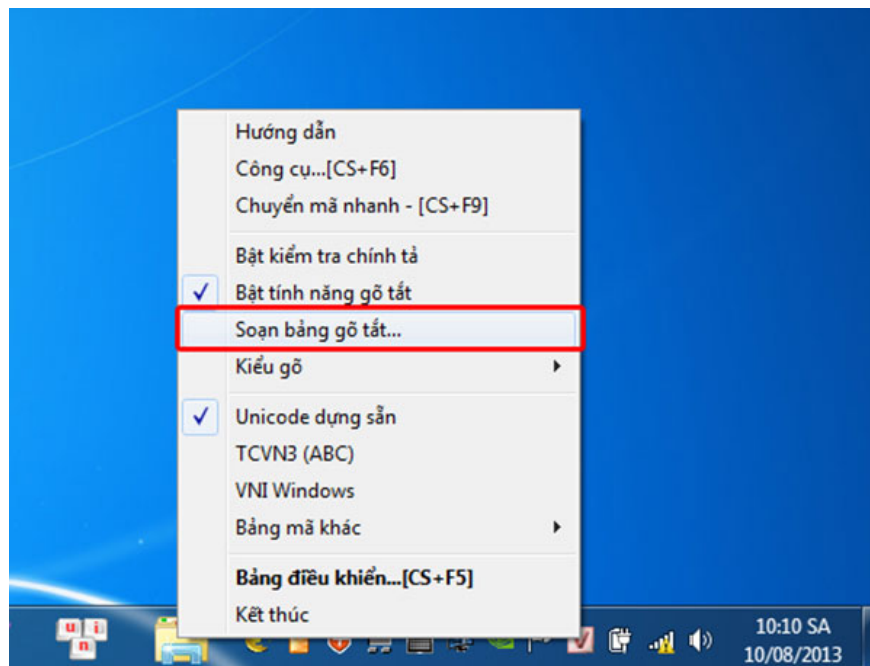 Hướng dẫn
Công cụ...[CS+F6]
Chuyển mã nhanh - [CS+F9]
Bật kiểm tra chính tả
Bật tính năng gõ tắt
Soạn bảng gõ tắt...
Kiểu gõ
Unicode dựng sẵn
TCVN3 (ABC)
VNI Windows
Bảng mã khác
Bảng điều khiển...[CS+F5]
Kết thúc
u i
n
10:10 SA
10/08/2013